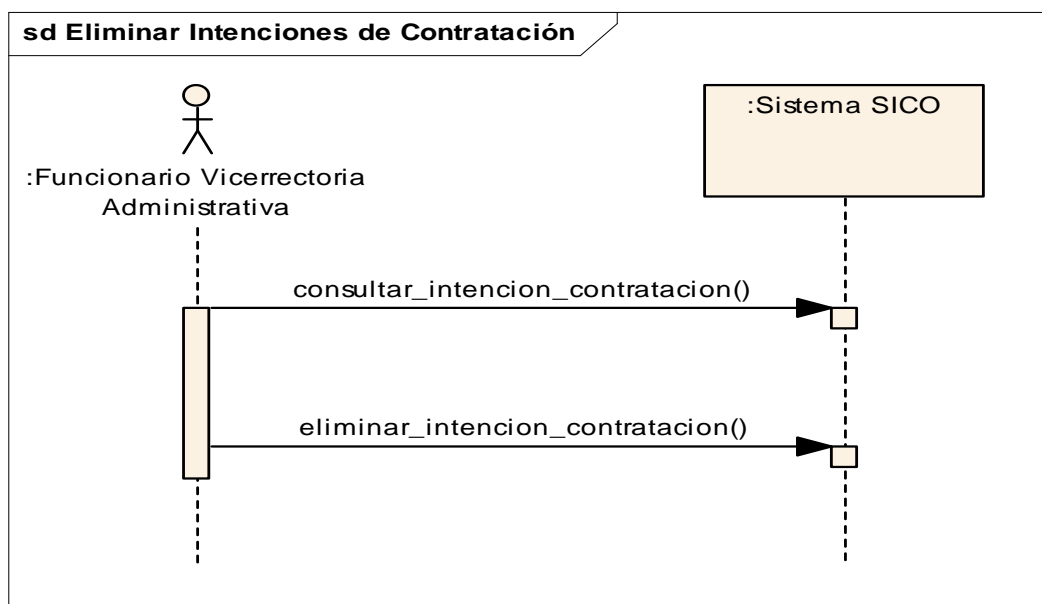 sd Eliminar Intenciones de Contratación
:Funcionario Vicerrectoria
Administrativa
:Sistema SICO
consultar_intencion_contratacion()
eliminar_intencion_contratacion()